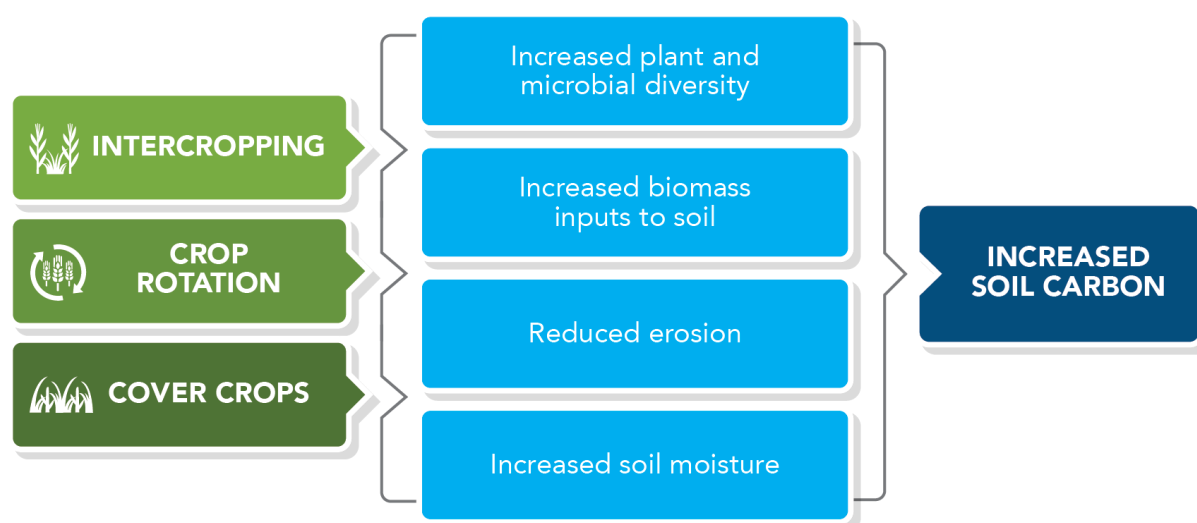 INTERCROPPING
CROP
ROTATION
COVER CROPS
Increased plant and
microbial diversity
Increased biomass
inputs to soil
Reduced erosion
Increased soil moisture
INCREASED
SOIL CARBON